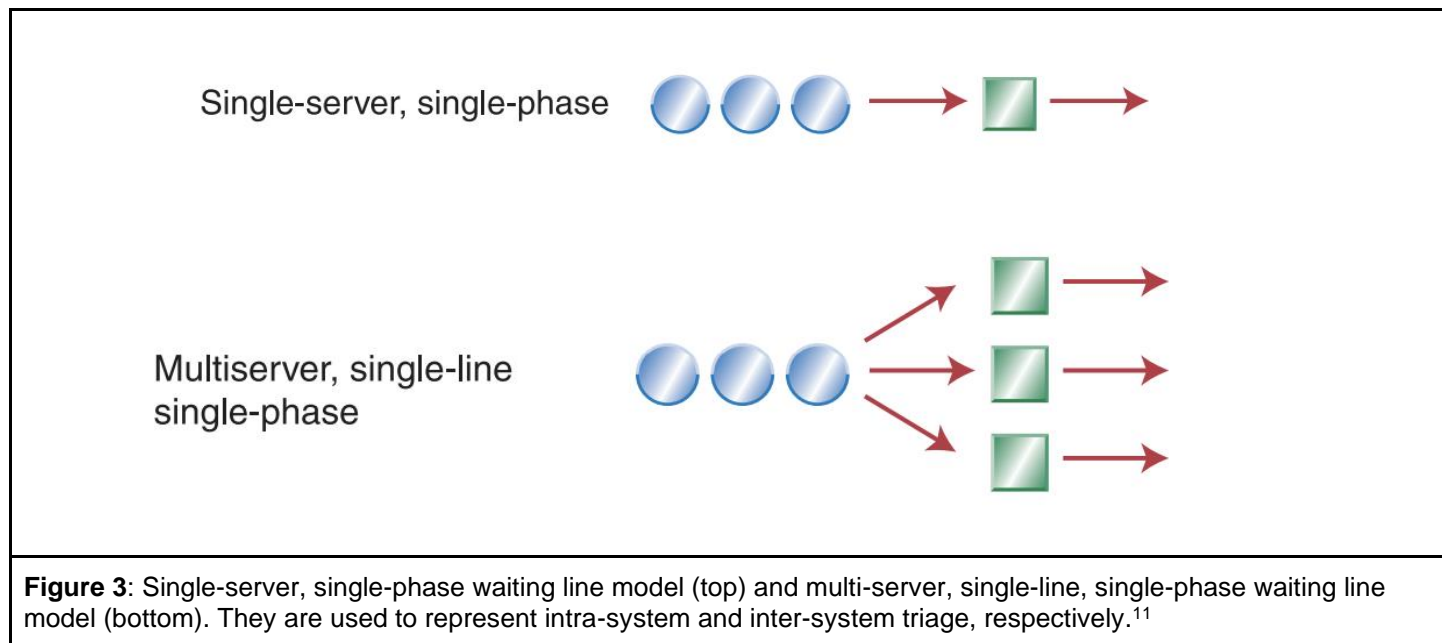 Single-server, single-phase
Multiserver, single-line
single-phase
Figure 3: Single-server, single-phase waiting line model (top) and multi-server, single-line, single-phase waiting line
model (bottom). They are used to represent intra-system and inter-system triage, respectively.¹¹